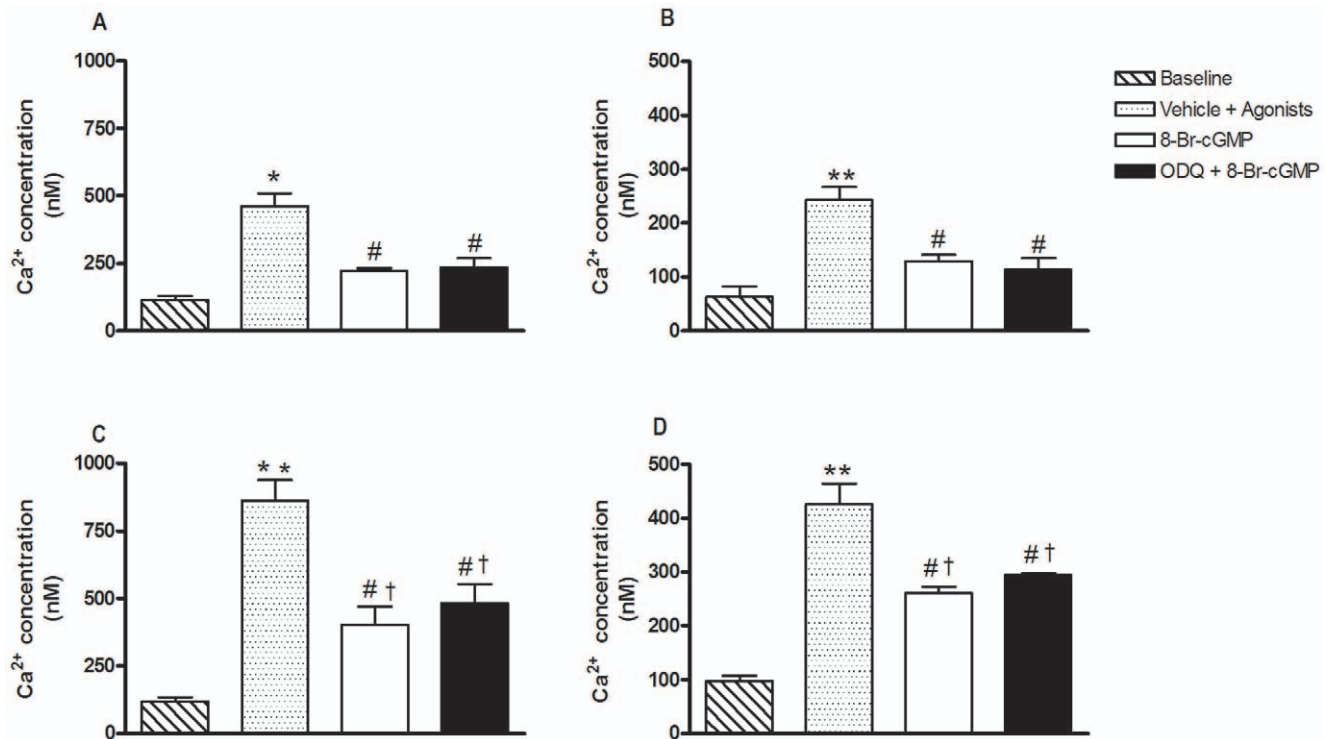 A
1000
750
500
250
0
Ca²⁺ concentration
(nM)
*
#
#
B
500
400
300
200
100
0
Ca²⁺ concentration
(nM)
**
#
#
Baseline
Vehicle + Agonists
8-Br-cGMP
ODQ + 8-Br-cGMP
C
1000
750
500
250
0
Ca²⁺ concentration
(nM)
* *
# †
# †
D
500
400
300
200
100
0
Ca²⁺ concentration
(nM)
**
# †
# †